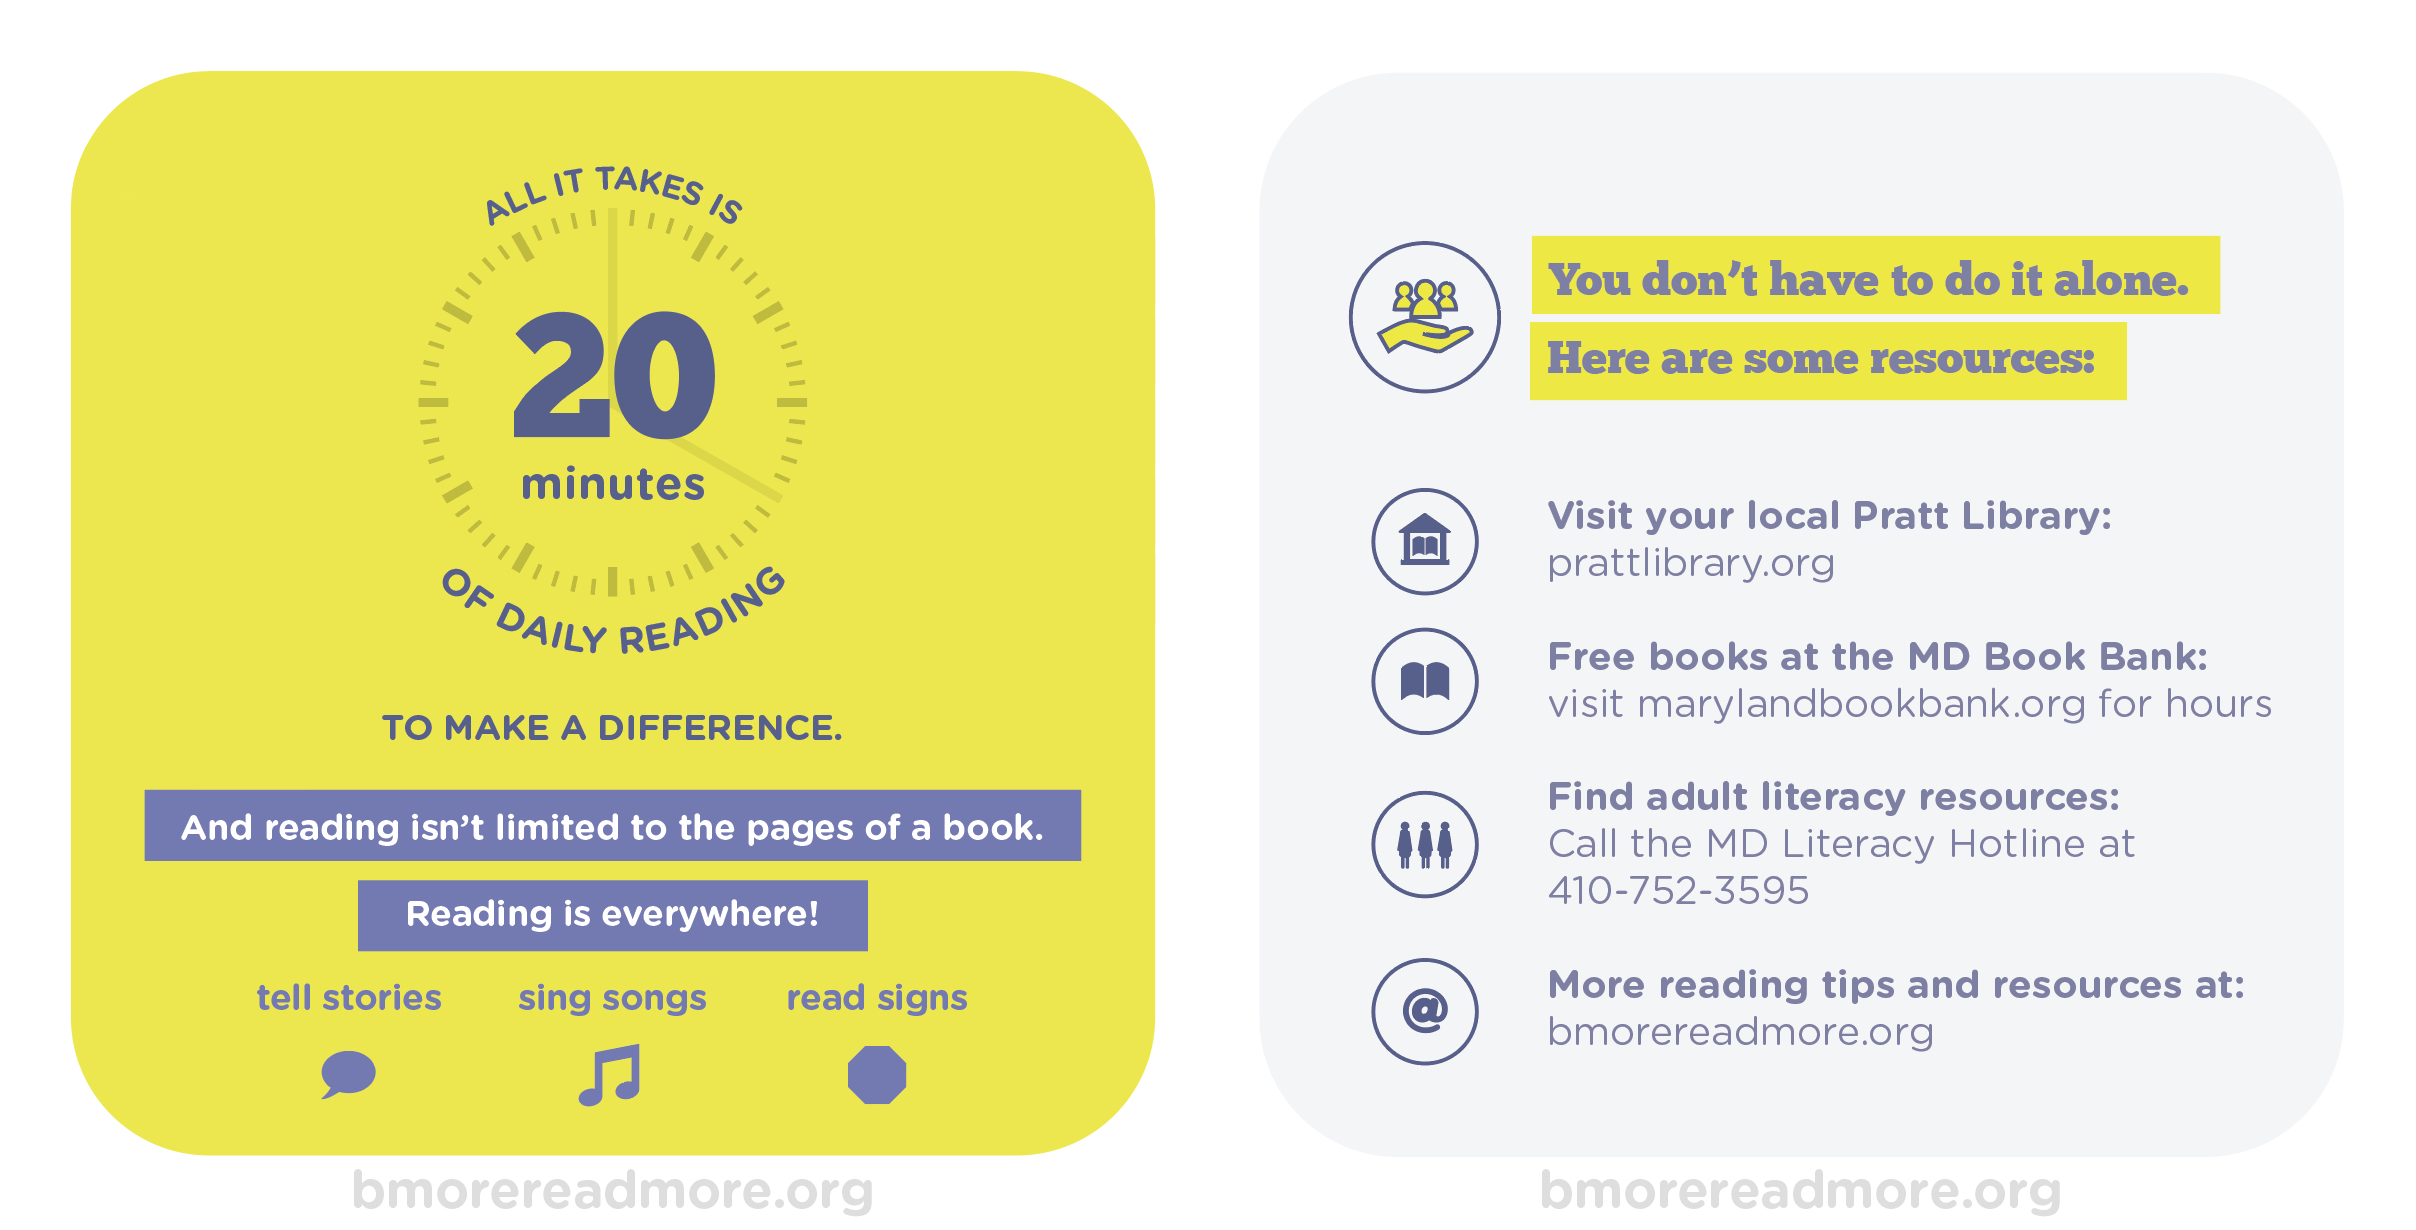 ALL IT TAKES IS
20
minutes
OF DAILY READING
TO MAKE A DIFFERENCE.
And reading isn't limited to the pages of a book.
Reading is everywhere!
tell stories
sing songs
read signs
bmorereadmore.org
You don't have to do it alone.
Here are some resources:
Visit your local Pratt Library:
prattlibrary.org
Free books at the MD Book Bank:
visit marylandbookbank.org for hours
Find adult literacy resources:
Call the MD Literacy Hotline at
410-752-3595
@
More reading tips and resources at:
bmorereadmore.org
bmorereadmore.org